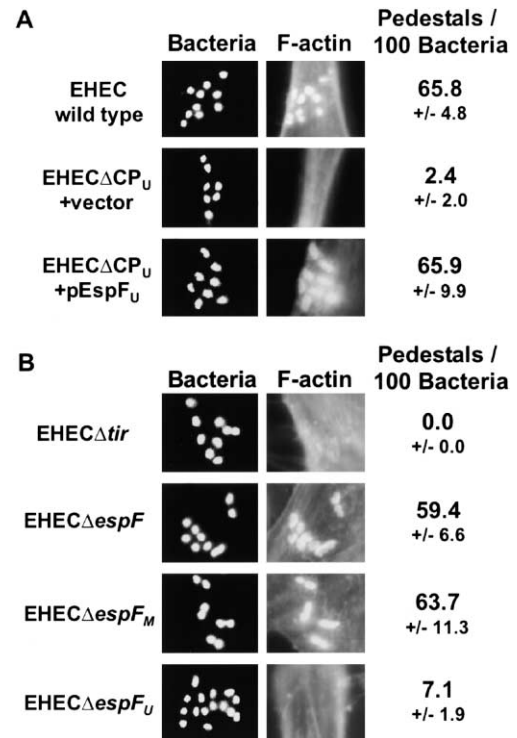 A
Bacteria F-actin Pedestals / 100 Bacteria
EHEC wild type 65.8 +/- 4.8
EHECΔCPU +vector 2.4 +/- 2.0
EHECΔCPU +pEspFU 65.9 +/- 9.9
B
Bacteria F-actin Pedestals / 100 Bacteria
EHECΔtir 0.0 +/- 0.0
EHECΔespF 59.4 +/- 6.6
EHECΔespFM 63.7 +/- 11.3
EHECΔespFU 7.1 +/- 1.9